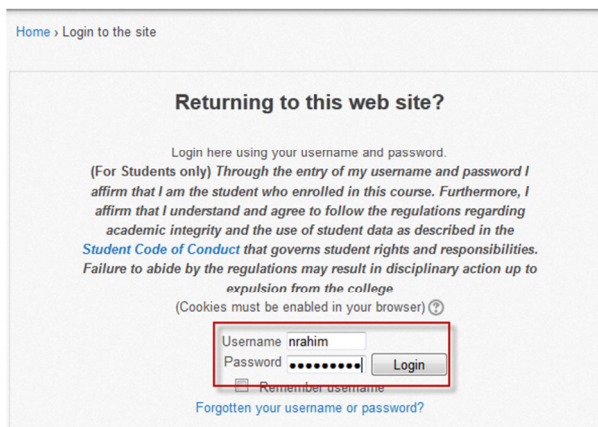 Home › Login to the site
Returning to this web site?
Login here using your username and password.
(For Students only) Through the entry of my username and password I
affirm that I am the student who enrolled in this course. Furthermore, I
affirm that I understand and agree to follow the regulations regarding
academic integrity and the use of student data as described in the
Student Code of Conduct that governs student rights and responsibilities.
Failure to abide by the regulations may result in disciplinary action up to
expulsion from the college
(Cookies must be enabled in your browser) ?
Username nrahim
Password ●●●●●●●●● Login
Remember username
Forgotten your username or password?